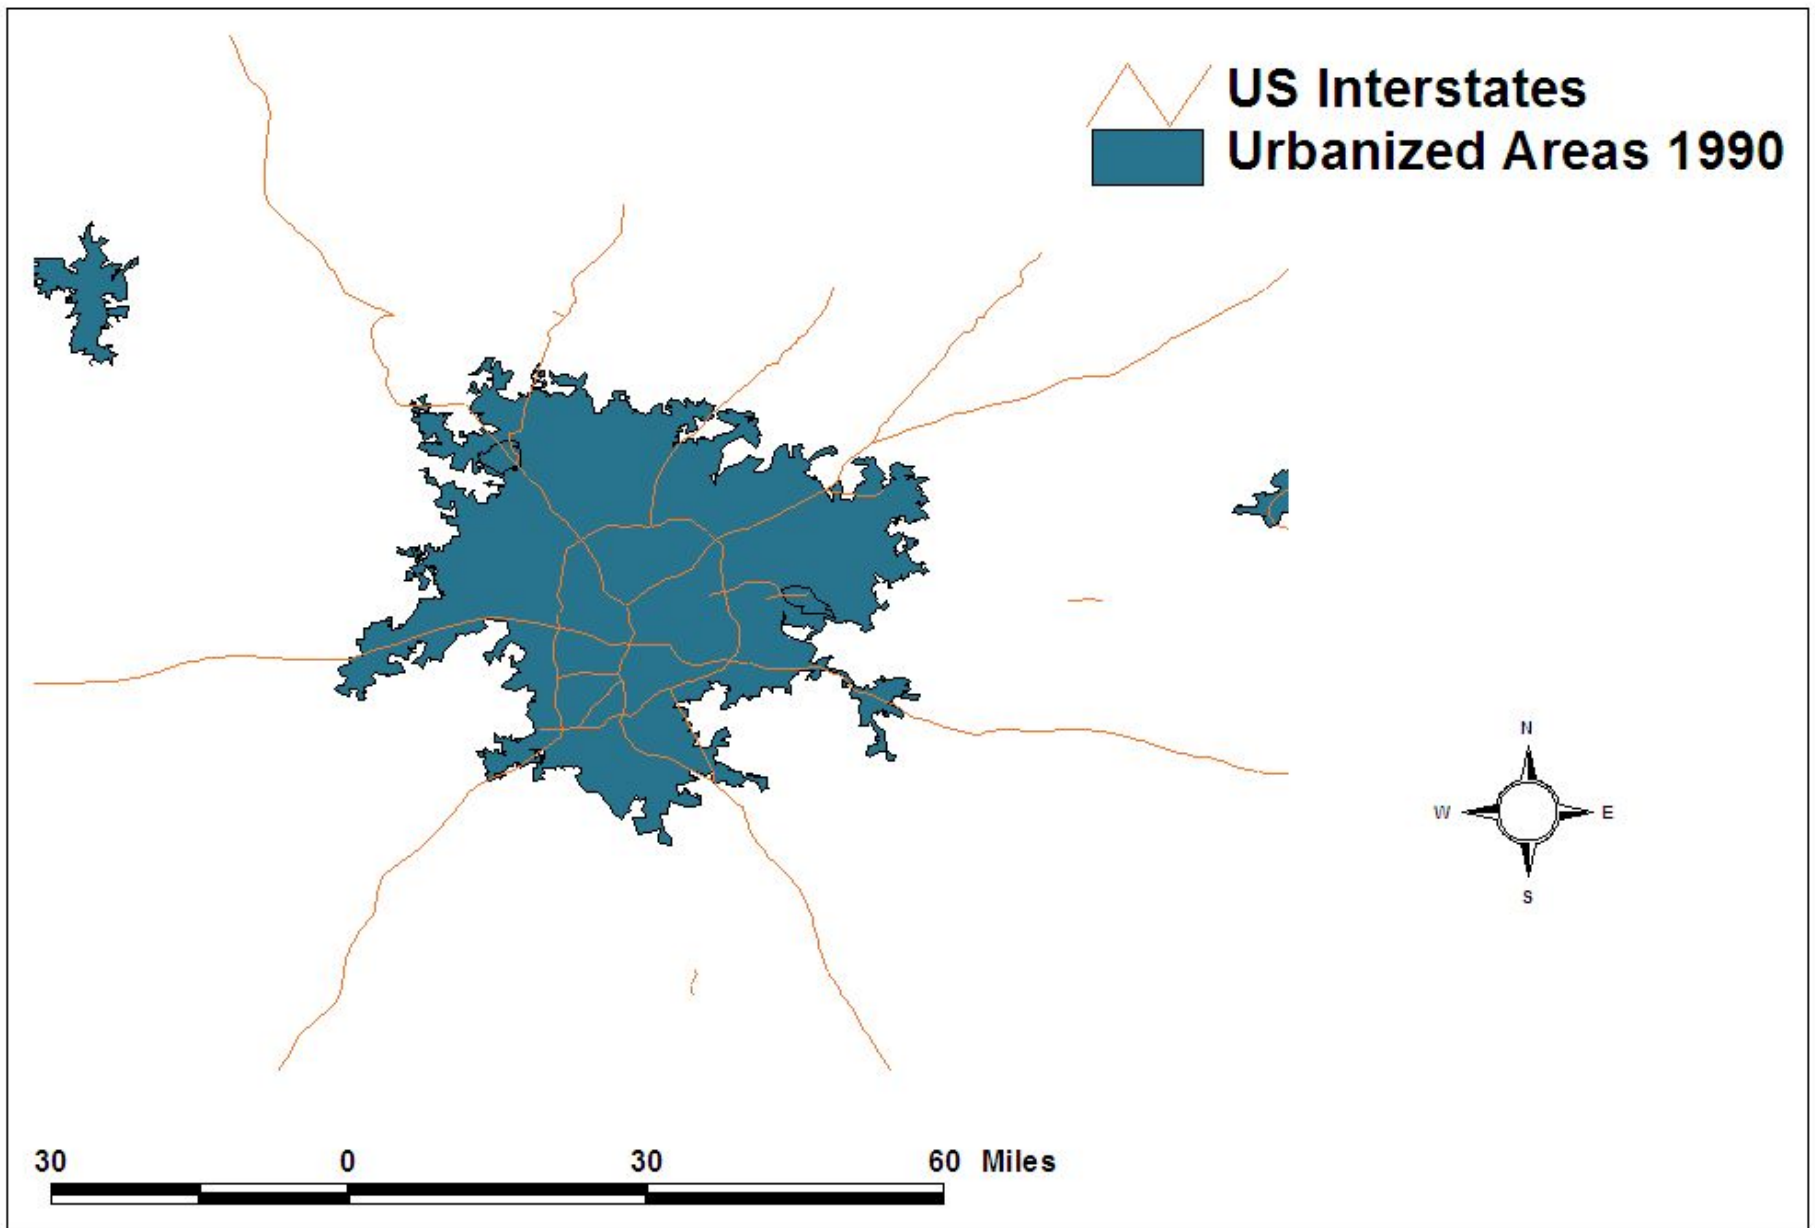 US Interstates
Urbanized Areas 1990
N
W E
S
30 0 30 60 Miles